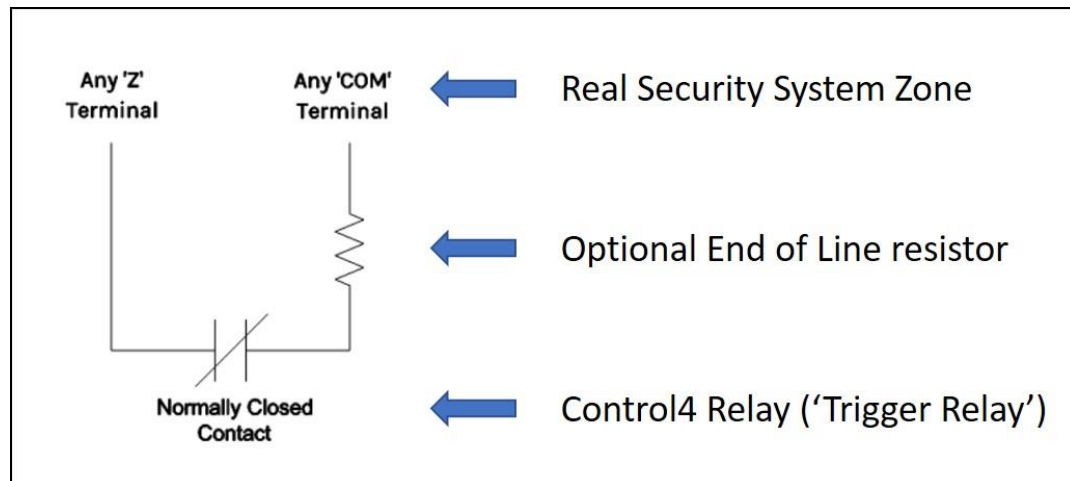 Any 'Z'
Terminal
Any 'COM'
Terminal
Real Security System Zone
Optional End of Line resistor
Normally Closed
Contact
Control4 Relay (‘Trigger Relay’)